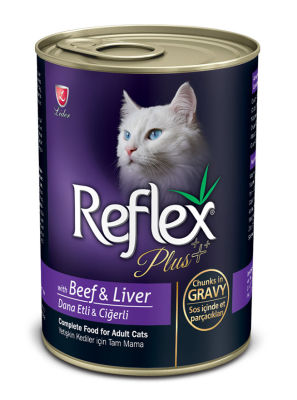 Lider
Reflex
Plus
with Beef & Liver
Dana Etli & Ciğerli
Complete Food for Adult Cats
Yetişkin Kediler için Tam Mama
Chunks in
GRAVY
Sos içinde et
parçacıkları